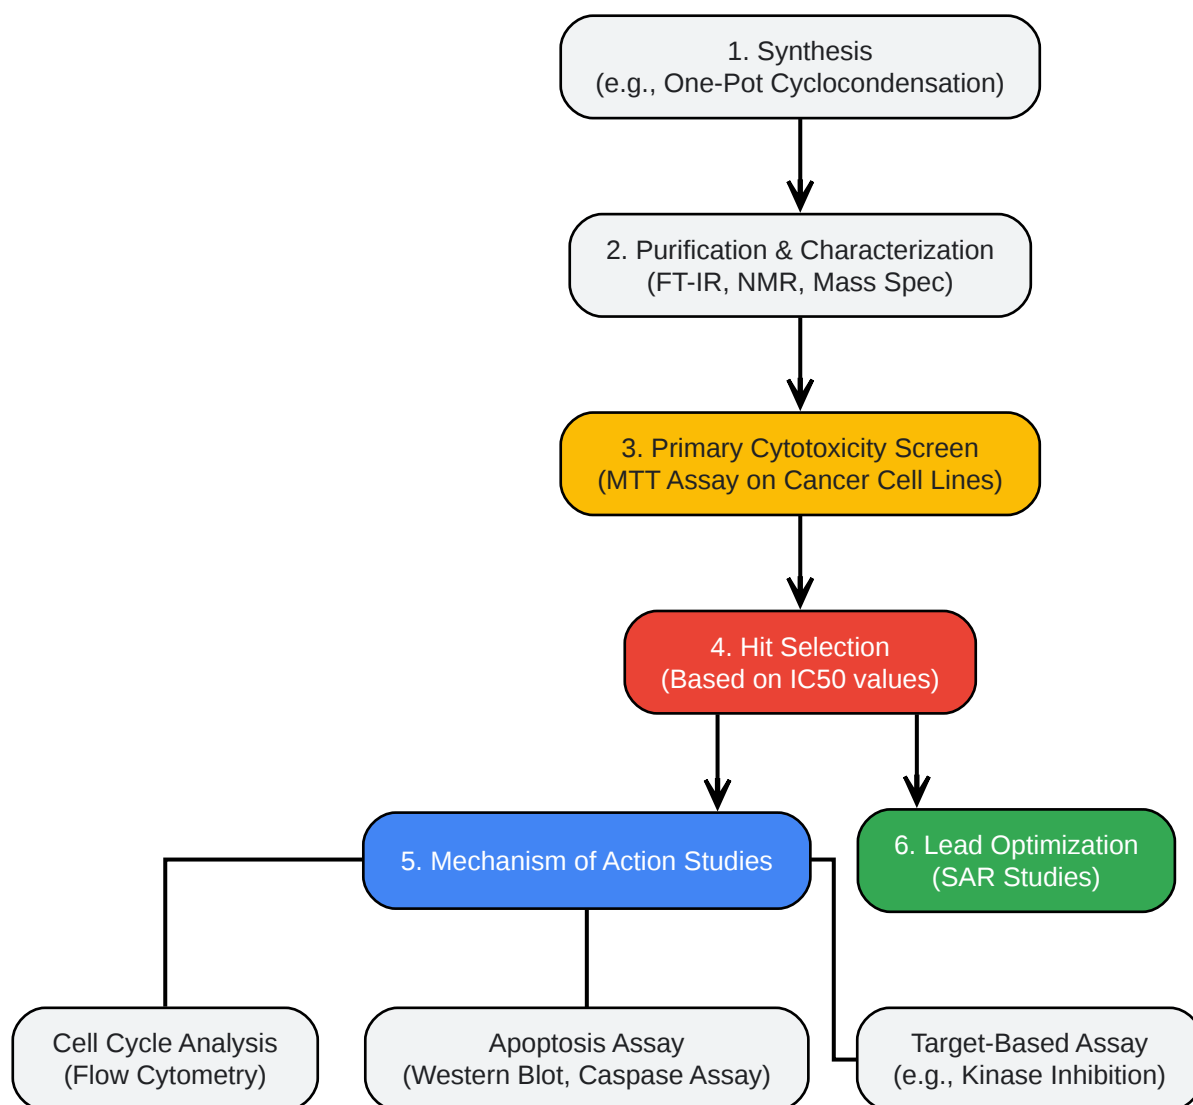 1. Synthesis
(e.g., One-Pot Cyclocondensation)
2. Purification & Characterization
(FT-IR, NMR, Mass Spec)
3. Primary Cytotoxicity Screen
(MTT Assay on Cancer Cell Lines)
4. Hit Selection
(Based on IC50 values)
5. Mechanism of Action Studies
6. Lead Optimization
(SAR Studies)
Cell Cycle Analysis
(Flow Cytometry)
Apoptosis Assay
(Western Blot, Caspase Assay)
Target-Based Assay
(e.g., Kinase Inhibition)